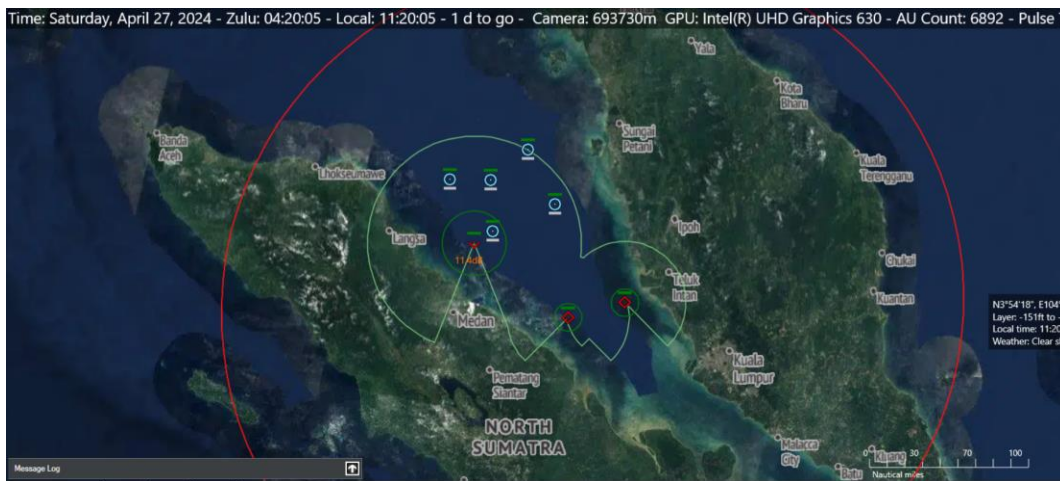 Time: Saturday, April 27, 2024 - Zulu: 04:20:05 - Local: 11:20:05 - 1 d to go - Camera: 693730m GPU: Intel(R) UHD Graphics 630 - AU Count: 6892 - Pulse
Yala
Kota
Bharu
Banda
Aceh
Sungai
Petani
Lhokseumawe
Kuala
Terengganu
Langsa
Ipoh
Chukai
Teluk
Intan
Kuantan
N3°54'18", E104°
Layer: -151ft to -
Local time: 11:20
Weather: Clear s
Medan
Kuala
Lumpur
Pematang
Siantar
NORTH
SUMATRA
Malacca
City
Kluang
Batu
0 30 70 100
Nautical miles
Message Log